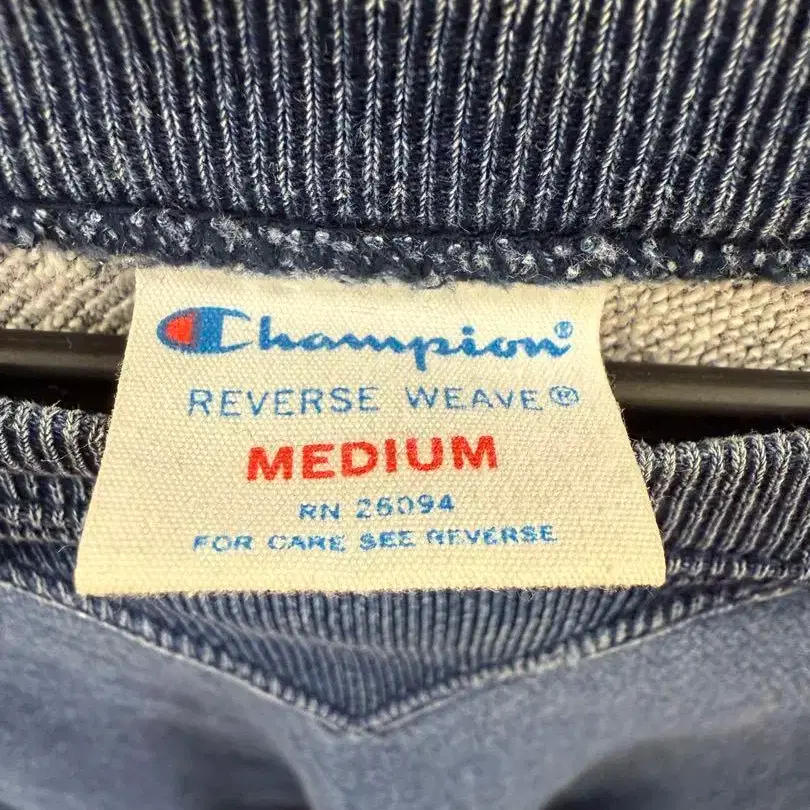 Champion®
REVERSE WEAVE®
MEDIUM
RN 26094
FOR CARE SEE REVERSE